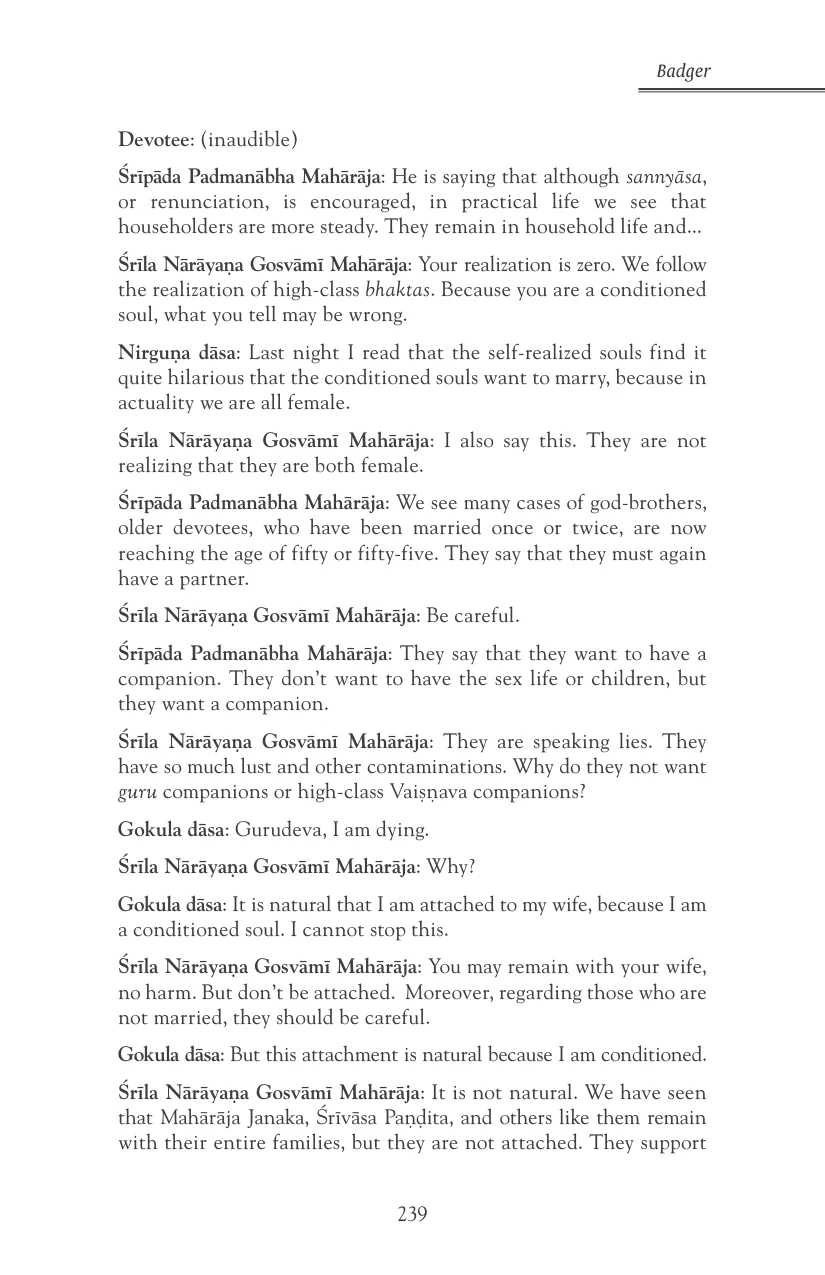 Badger
Devotee: (inaudible)
Śrīpāda Padmanābha Mahārāja: He is saying that although sannyāsa,
or renunciation, is encouraged, in practical life we see that
householders are more steady. They remain in household life and...
Śrīla Nārāyaṇa Gosvāmī Mahārāja: Your realization is zero. We follow
the realization of high-class bhaktas. Because you are a conditioned
soul, what you tell may be wrong.
Nirguṇa dāsa: Last night I read that the self-realized souls find it
quite hilarious that the conditioned souls want to marry, because in
actuality we are all female.
Śrīla Nārāyaṇa Gosvāmī Mahārāja: I also say this. They are not
realizing that they are both female.
Śrīpāda Padmanābha Mahārāja: We see many cases of god-brothers,
older devotees, who have been married once or twice, are now
reaching the age of fifty or fifty-five. They say that they must again
have a partner.
Śrīla Nārāyaṇa Gosvāmī Mahārāja: Be careful.
Śrīpāda Padmanābha Mahārāja: They say that they want to have a
companion. They don't want to have the sex life or children, but
they want a companion.
Śrīla Nārāyaṇa Gosvāmī Mahārāja: They are speaking lies. They
have so much lust and other contaminations. Why do they not want
guru companions or high-class Vaiṣṇava companions?
Gokula dāsa: Gurudeva, I am dying.
Śrīla Nārāyaṇa Gosvāmī Mahārāja: Why?
Gokula dāsa: It is natural that I am attached to my wife, because I am
a conditioned soul. I cannot stop this.
Śrīla Nārāyaṇa Gosvāmī Mahārāja: You may remain with your wife,
no harm. But don't be attached.  Moreover, regarding those who are
not married, they should be careful.
Gokula dāsa: But this attachment is natural because I am conditioned.
Śrīla Nārāyaṇa Gosvāmī Mahārāja: It is not natural. We have seen
that Mahārāja Janaka, Śrīvāsa Paṇḍita, and others like them remain
with their entire families, but they are not attached. They support
239